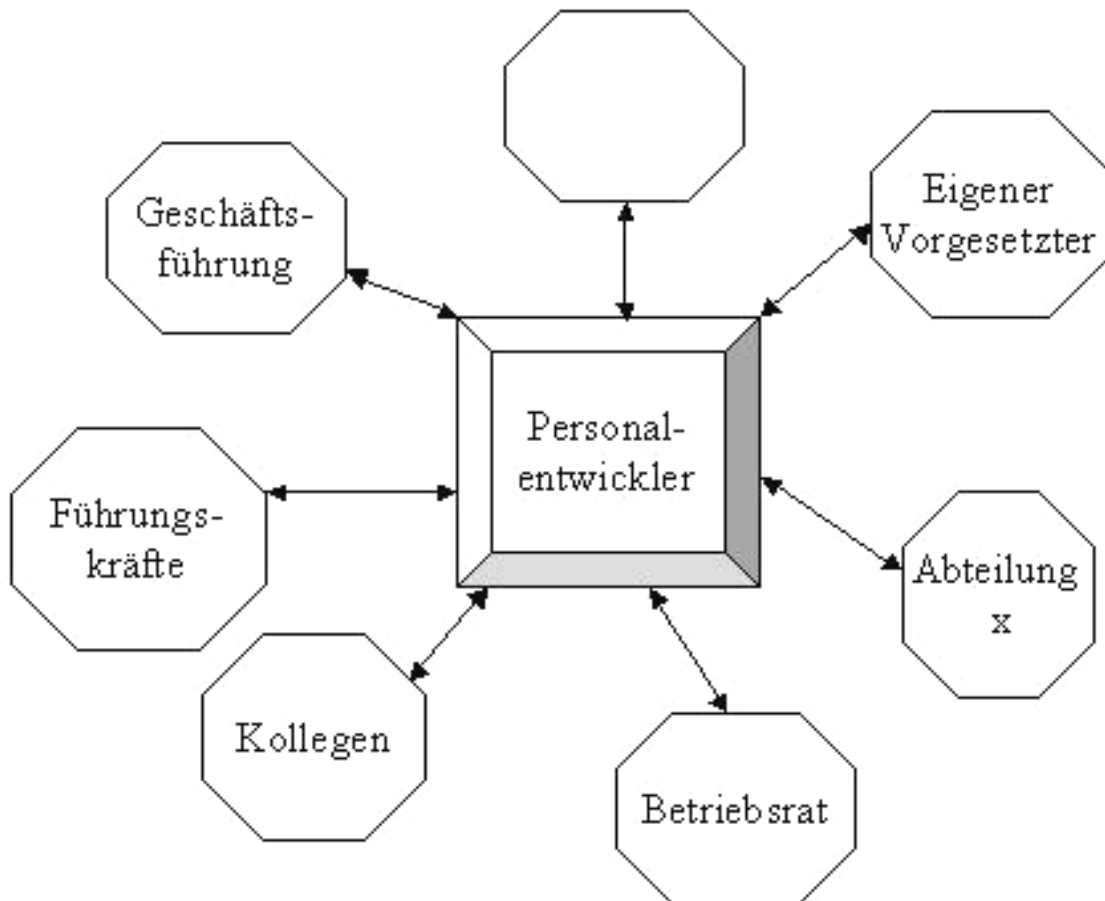 Geschäfts-
führung
Eigener
Vorgesetzter
Personal-
entwickler
Führungs-
kräfte
Abteilung
x
Kollegen
Betriebsrat